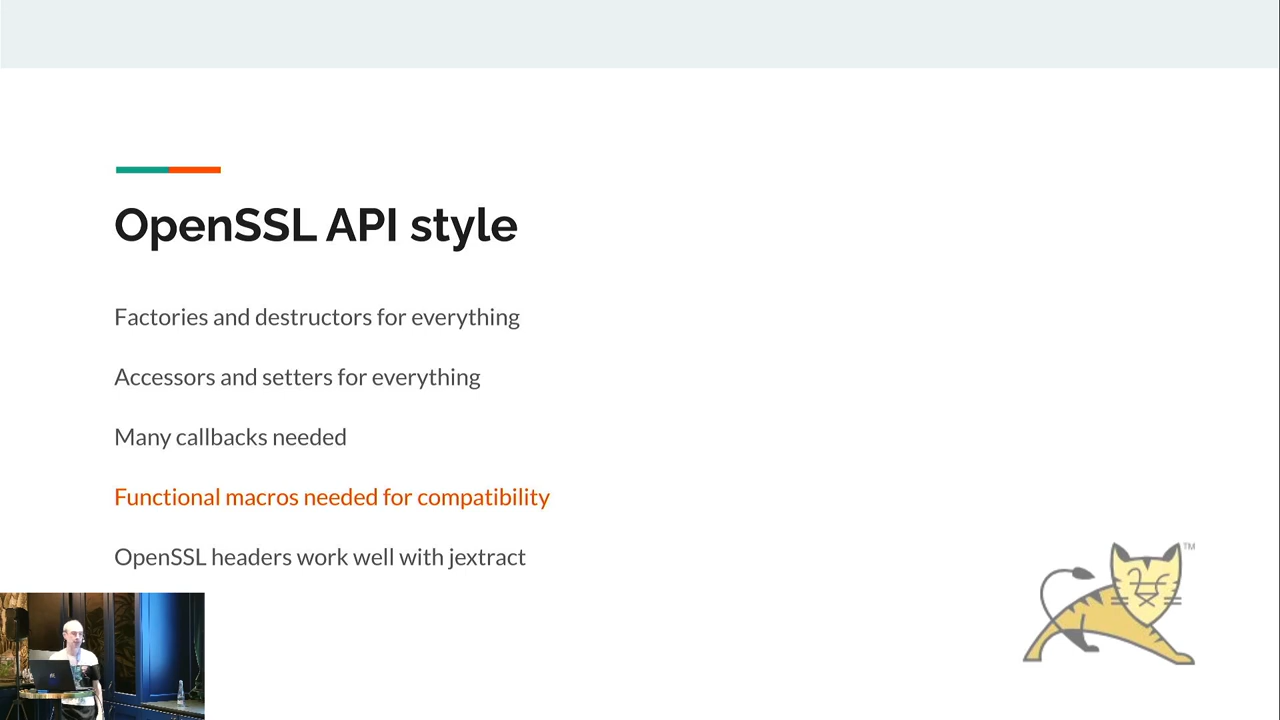 OpenSSL API style
Factories and destructors for everything
Accessors and setters for everything
Many callbacks needed
Functional macros needed for compatibility
OpenSSL headers work well with jextract
TM